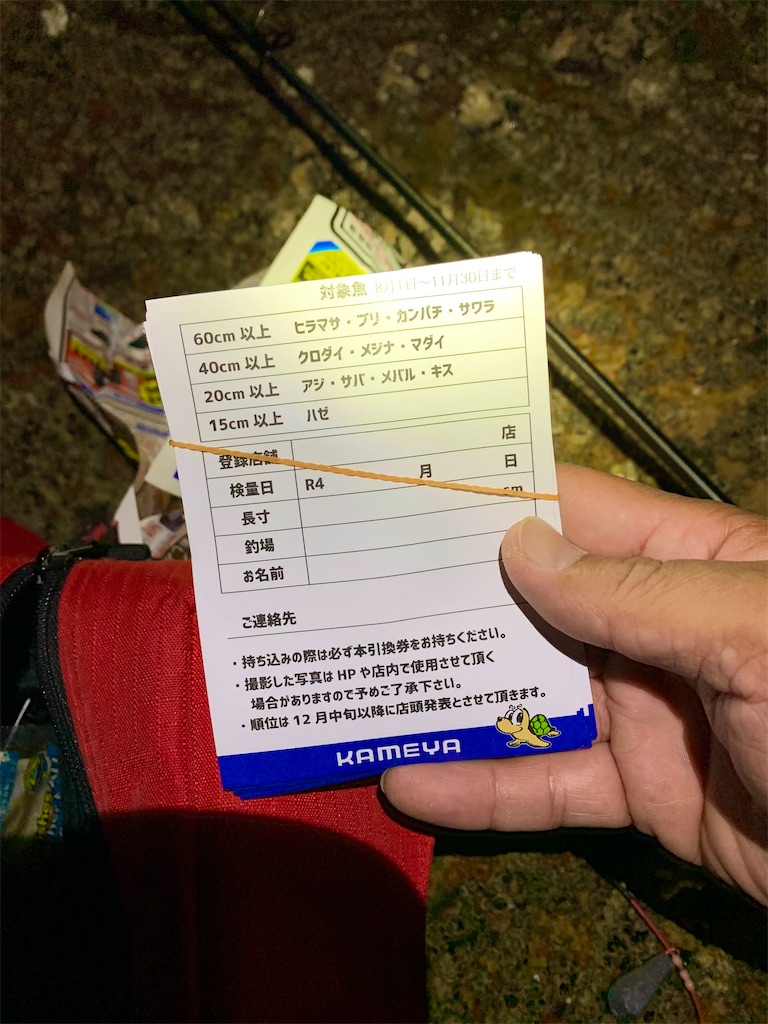 対象魚 8月1日～11月30日まで
60cm 以上 ヒラマサ・ブリ・カンパチ・サワラ
40cm 以上 クロダイ・メジナ・マダイ
20cm 以上 アジ・サバ・メバル・キス
15cm 以上 ハゼ
登録店舗 店
検量日 R4 月 日
長寸 cm
釣場
お名前
ご連絡先
・持ち込みの際は必ず本引換券をお持ちください。
・撮影した写真は HP や店内で使用させて頂く
場合がありますので予めご了承下さい。
・順位は 12 月中旬以降に店頭発表とさせて頂きます。
KAMEYA